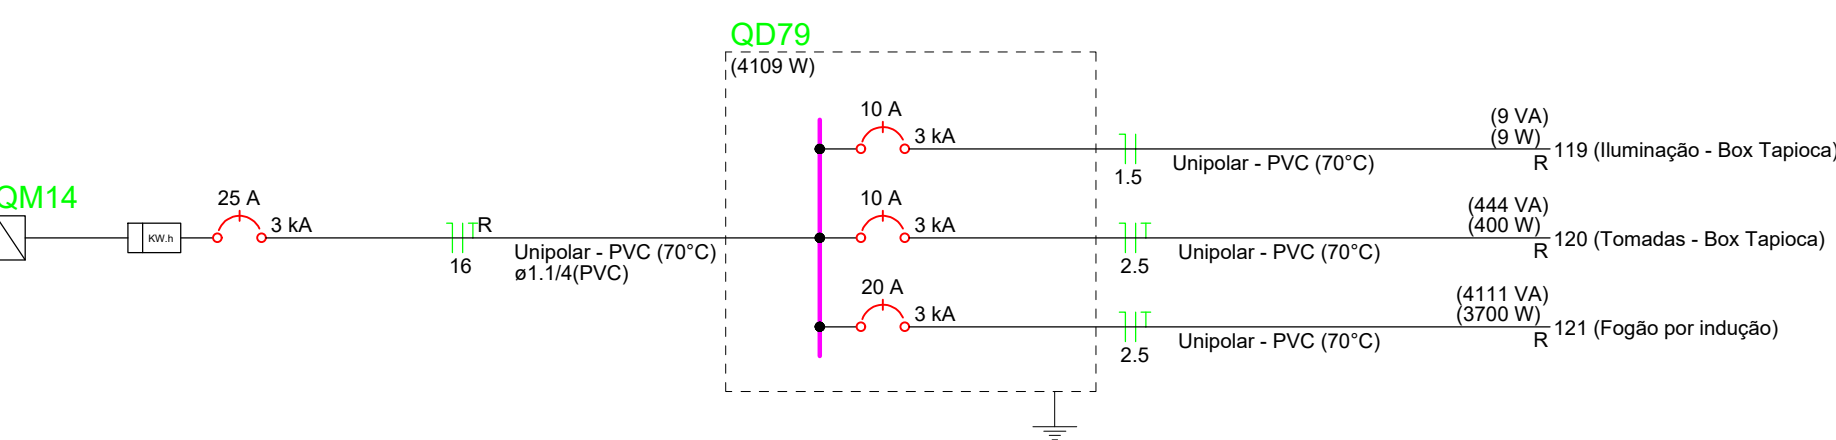 QD79
(4109 W)
10 A
3 kA
1.5
Unipolar - PVC (70°C)
(9 VA)
(9 W)
R
119 (Iluminação - Box Tapioca)
QM14
KW.h
25 A
3 kA
16
R
Unipolar - PVC (70°C)
ø1.1/4(PVC)
10 A
3 kA
2.5
Unipolar - PVC (70°C)
(444 VA)
(400 W)
R
120 (Tomadas - Box Tapioca)
20 A
3 kA
2.5
Unipolar - PVC (70°C)
(4111 VA)
(3700 W)
R
121 (Fogão por indução)